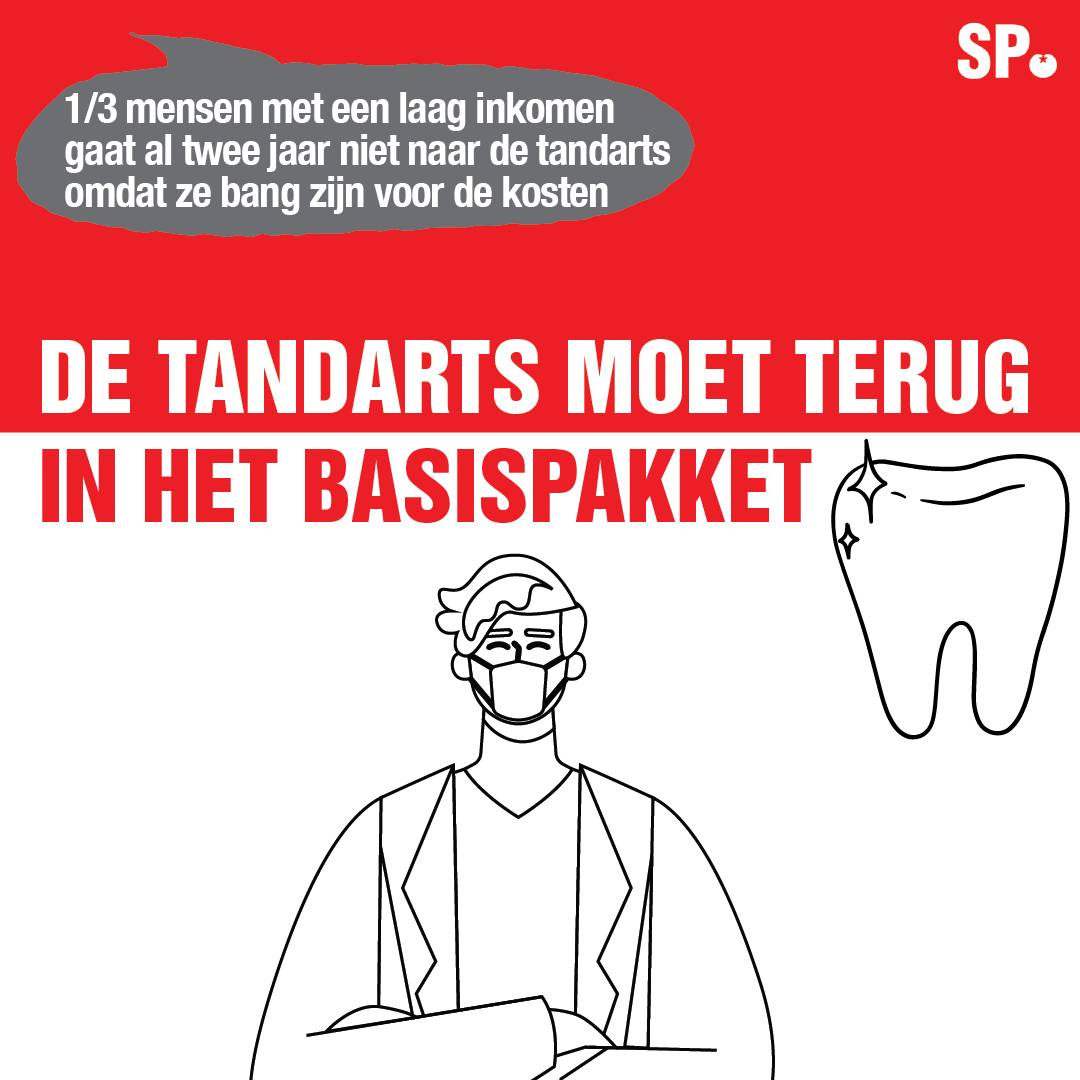 SP.
1/3 mensen met een laag inkomen
gaat al twee jaar niet naar de tandarts
omdat ze bang zijn voor de kosten
DE TANDARTS MOET TERUG
IN HET BASISPAKKET